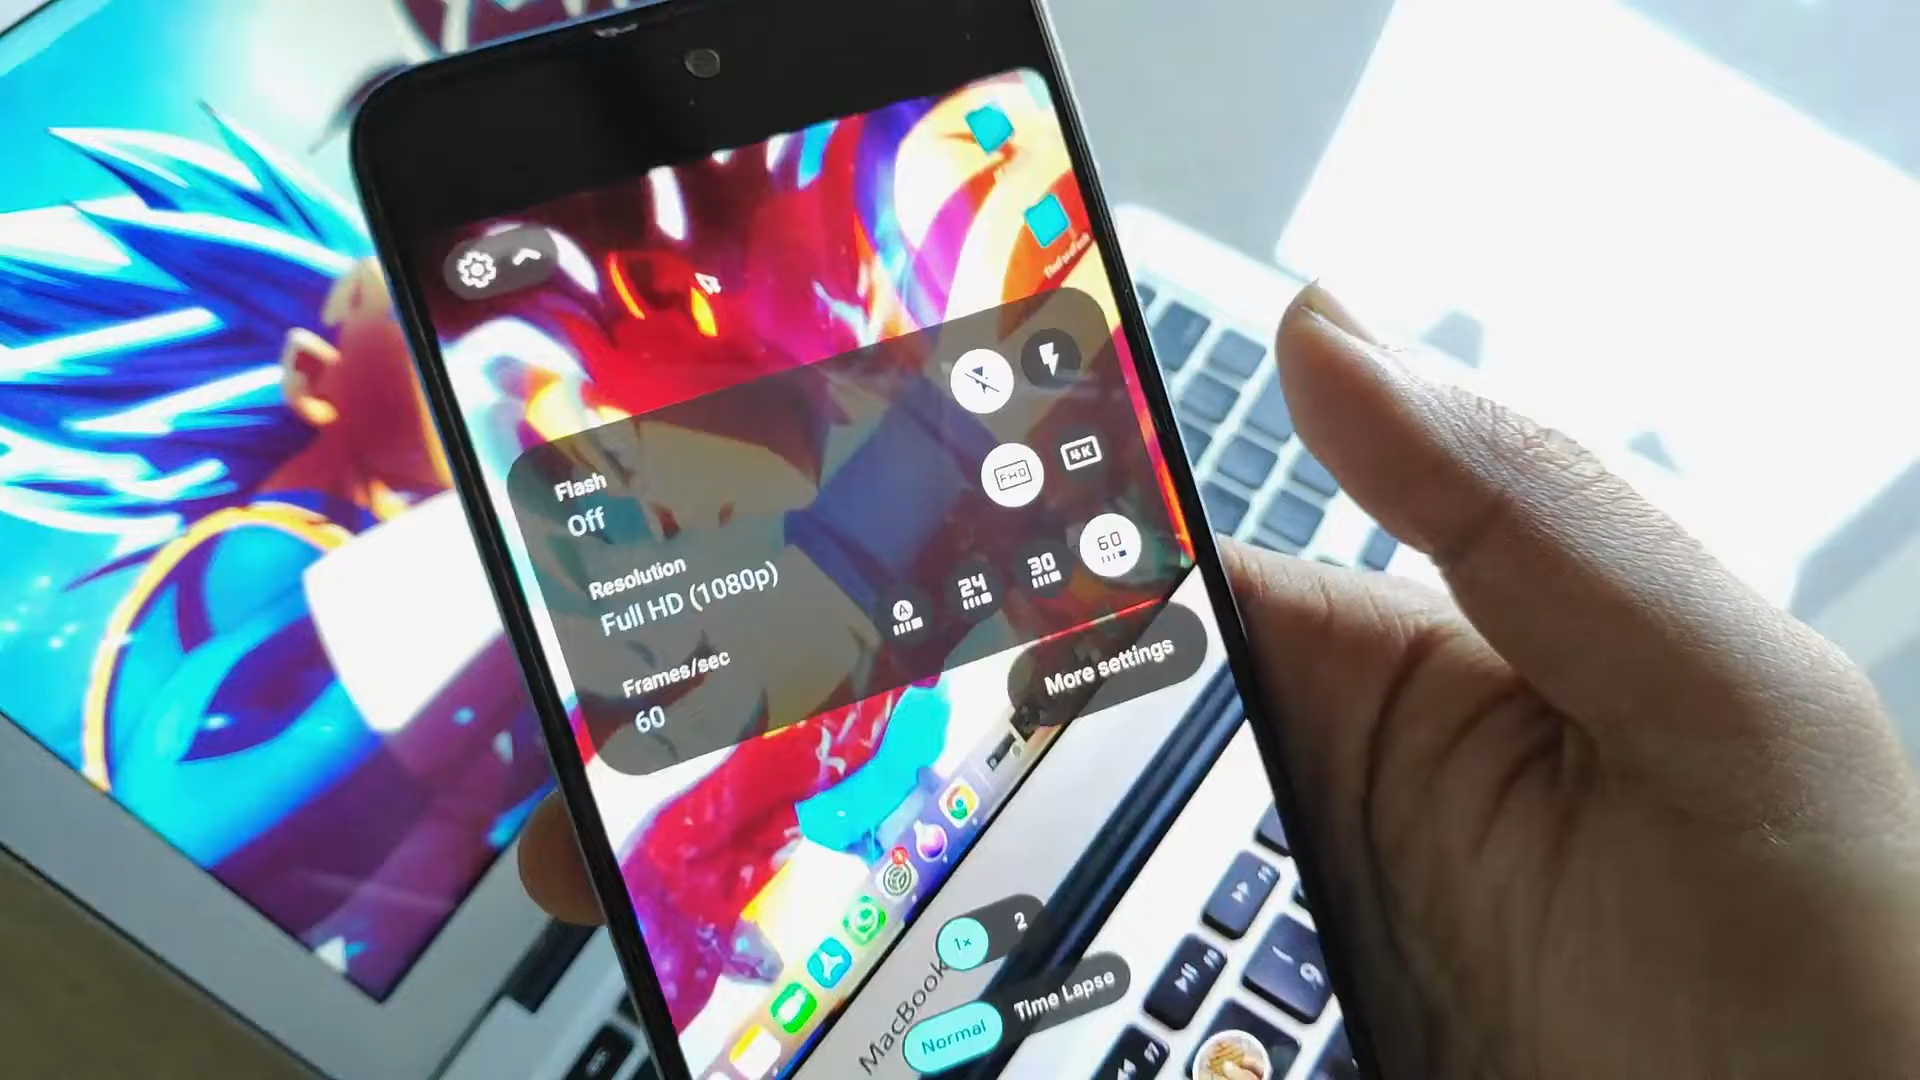 Flash
Off
4K
FHD
Resolution
Full HD (1080p)
A
24
30
60
Frames/sec
60
More settings
1×
2
MacBook
Normal
Time Lapse